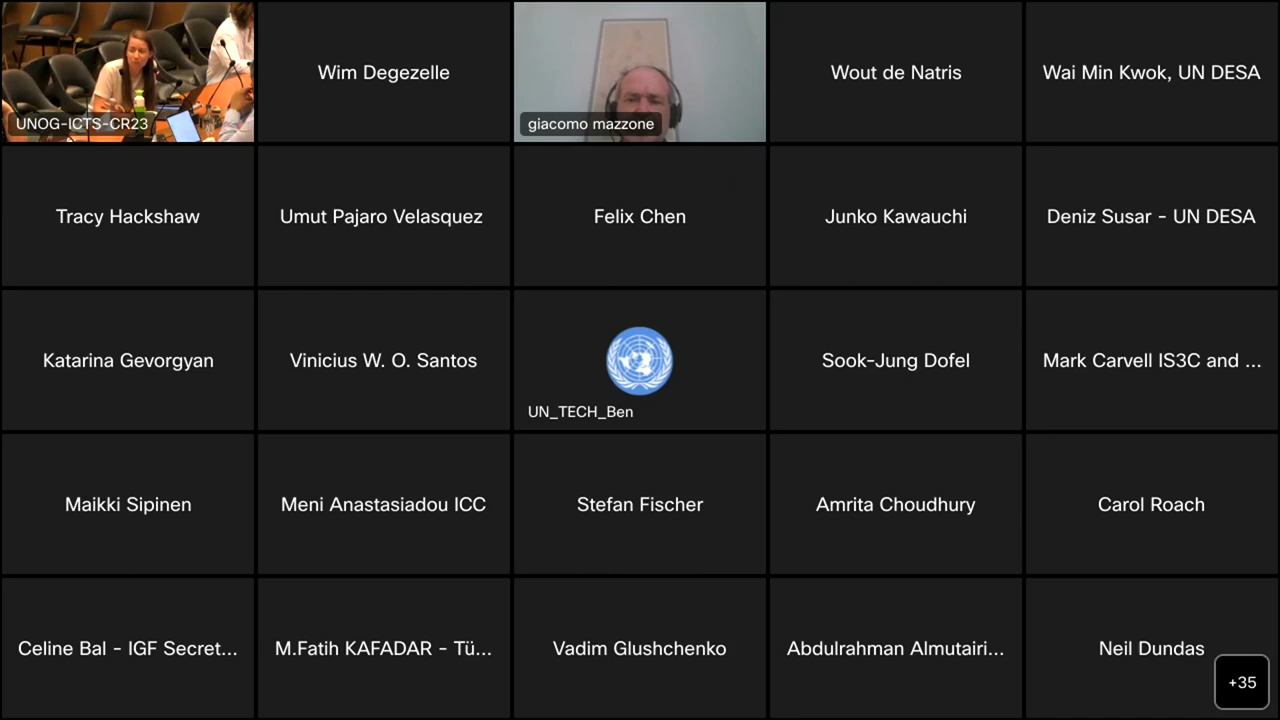 UNOG-ICTS-CR23
Wim Degezelle
giacomo mazzone
Wout de Natris
Wai Min Kwok, UN DESA
Tracy Hackshaw
Umut Pajaro Velasquez
Felix Chen
Junko Kawauchi
Deniz Susar - UN DESA
Katarina Gevorgyan
Vinicius W. O. Santos
UN_TECH_Ben
Sook-Jung Dofel
Mark Carvell IS3C and ...
Maikki Sipinen
Meni Anastasiadou ICC
Stefan Fischer
Amrita Choudhury
Carol Roach
Celine Bal - IGF Secret...
M.Fatih KAFADAR - Tü...
Vadim Glushchenko
Abdulrahman Almutairi...
Neil Dundas
+35